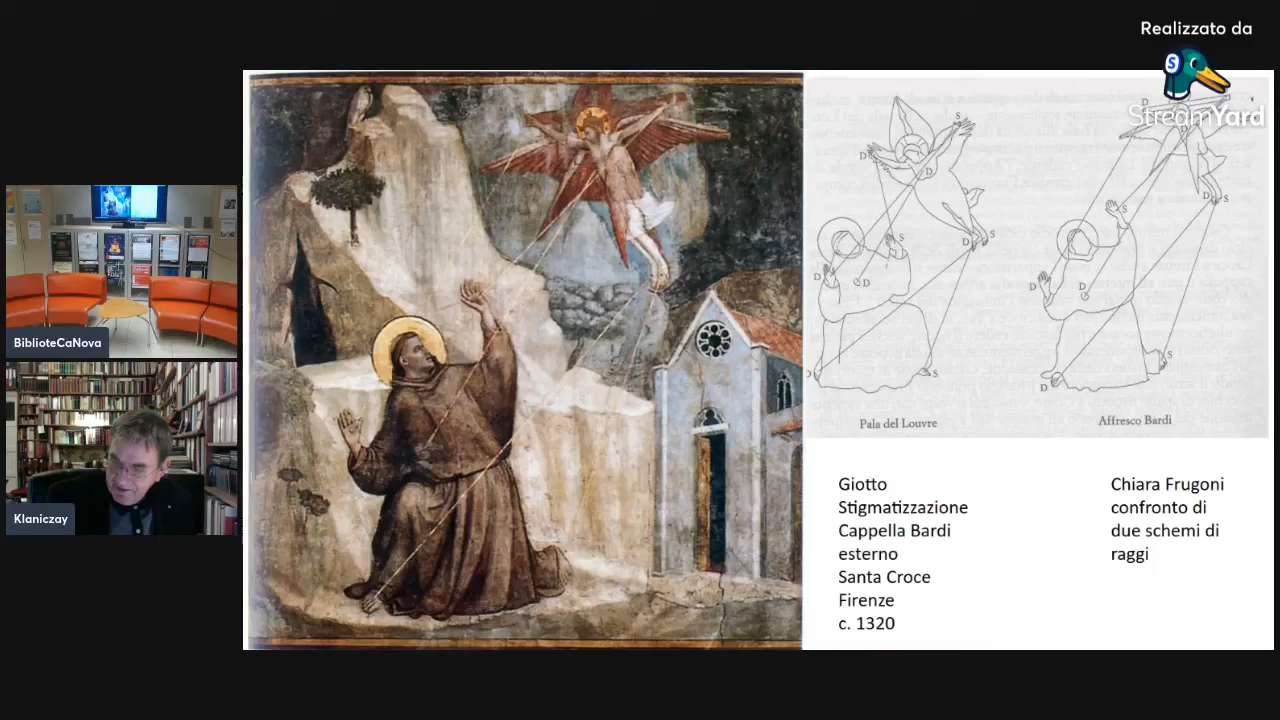 Realizzato da
StreamYard
BiblioteCaNova
Klaniczay
D
S
D
D
S
D
S
D
D
D
S
D
D
S
D
S
D
D
S
D
Pala del Louvre
Affresco Bardi
Giotto
Stigmatizzazione
Cappella Bardi
esterno
Santa Croce
Firenze
c. 1320
Chiara Frugoni
confronto di
due schemi di
raggi